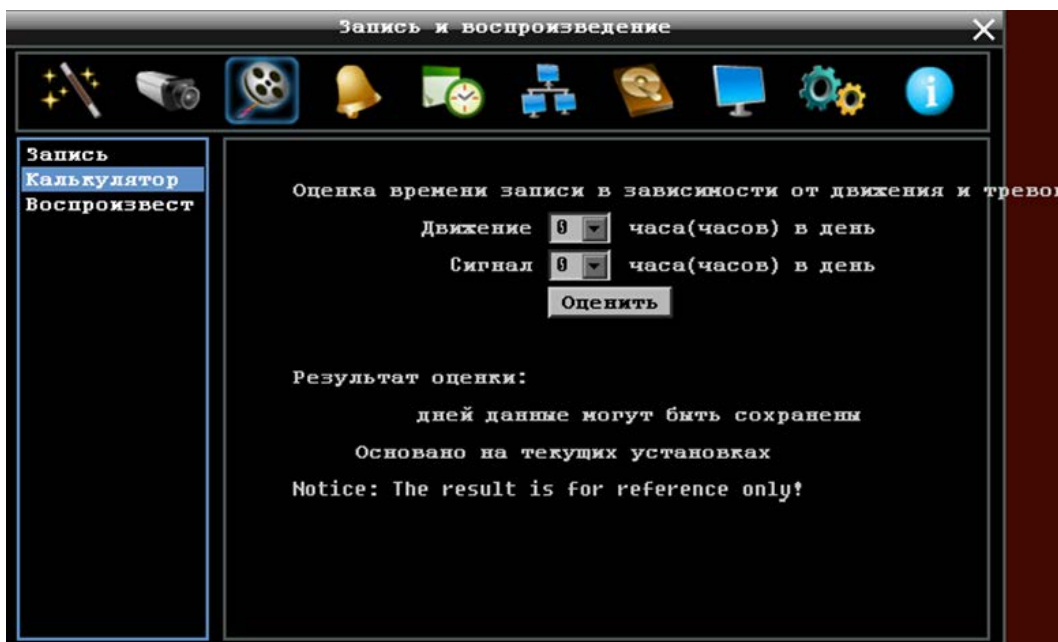 Запись и воспроизведение
Запись
Калькулятор
Воспроизвест
Оценка времени записи в зависимости от движения и тревог
Движение 0 часа(часов) в день
Сигнал 0 часа(часов) в день
Оценить
Результат оценки:
дней данные могут быть сохранены
Основано на текущих установках
Notice: The result is for reference only!